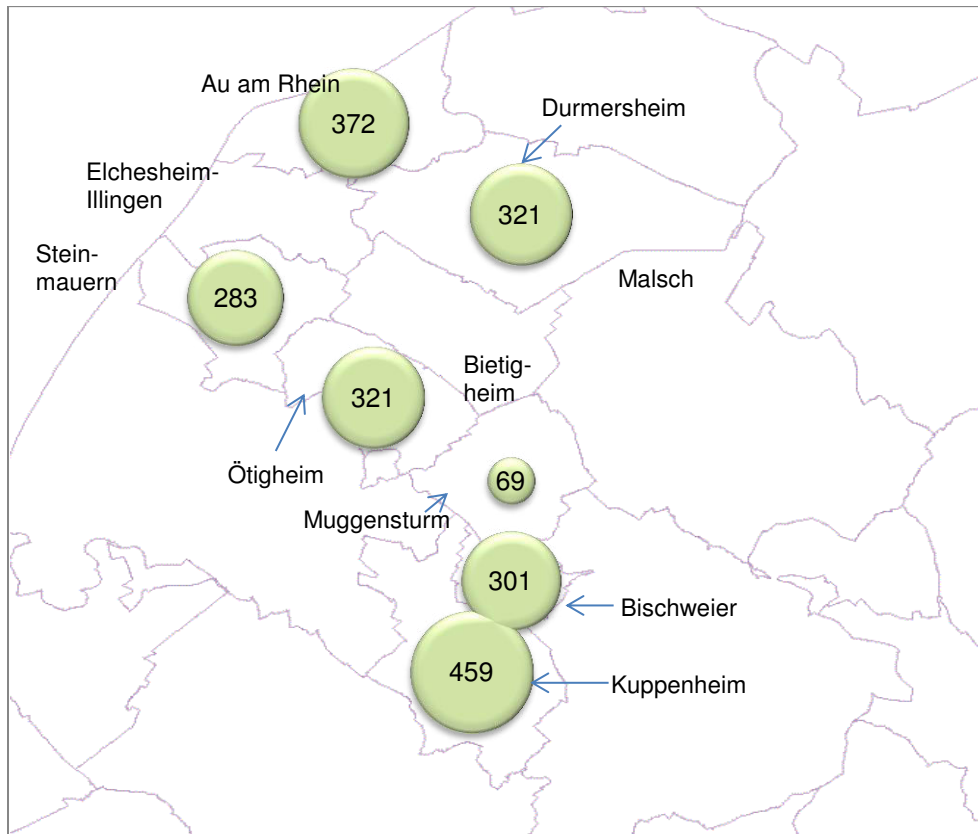 Au am Rhein
372
Durmersheim
321
Elchesheim-
Illingen
Stein-
mauern
283
Malsch
Bietig-
heim
321
Ötigheim
69
Muggensturm
301
Bischweier
459
Kuppenheim